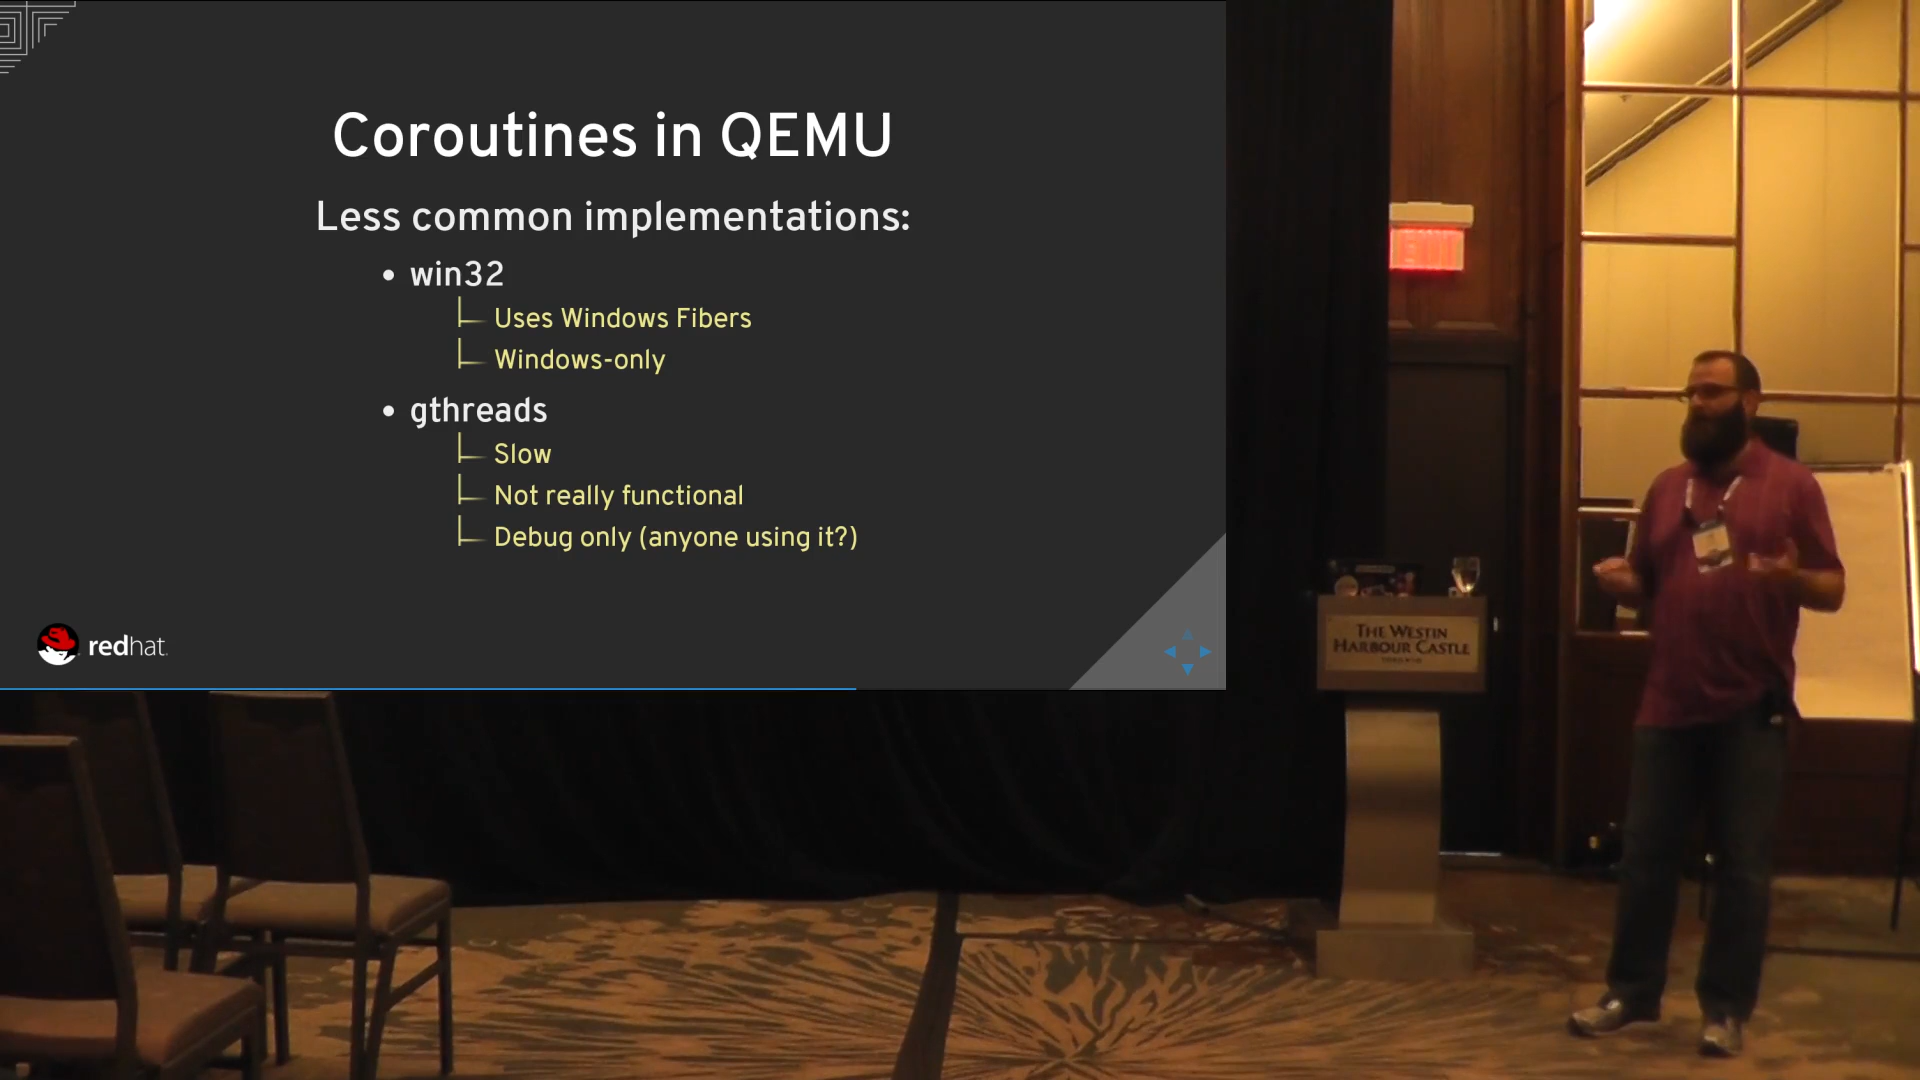 Coroutines in QEMU
Less common implementations:
• win32
Uses Windows Fibers
Windows-only
• gthreads
Slow
Not really functional
Debug only (anyone using it?)
redhat.
THE WESTIN
HARBOUR CASTLE